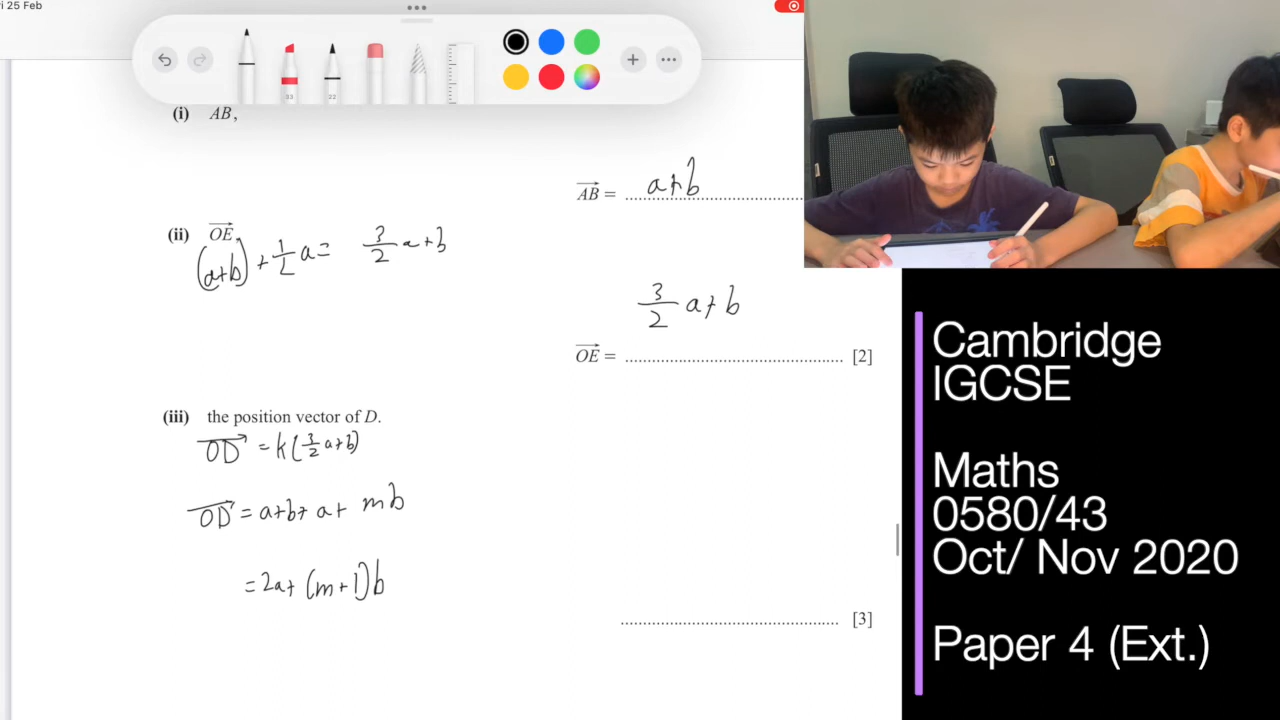 ri 25 Feb
(i) AB,
AB = a+b
(ii) OE,
(a+b) + 1/2 a = 3/2 a+b
3/2 a+b
OE = [2]
(iii) the position vector of D.
OD = k(3/2 a+b)
OD = a+b+ a+ mb
= 2a+ (m+1)b
[3]
Cambridge
IGCSE
Maths
0580/43
Oct/ Nov 2020
Paper 4 (Ext.)